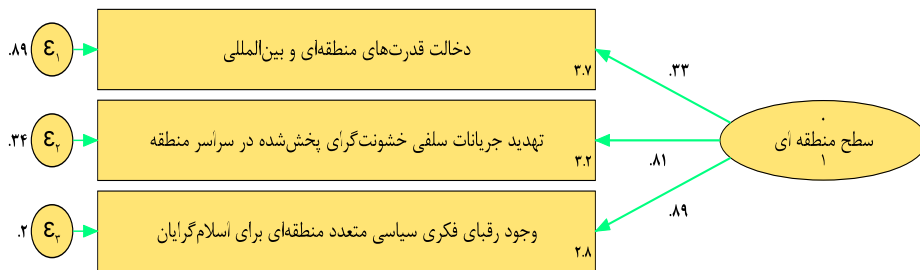 دخالت قدرت‌های منطقه‌ای و بین‌المللی
۳.۷
ε۱
.۸۹
.۳۳
تهدید جریانات سلفی خشونت‌گرای پخش‌شده در سراسر منطقه
۳.۲
ε۲
.۳۴
.۸۱
۰
سطح منطقه ای
۱
وجود رقبای فکری سیاسی متعدد منطقه‌ای برای اسلام‌گرایان
۲.۸
ε۳
.۲
.۸۹